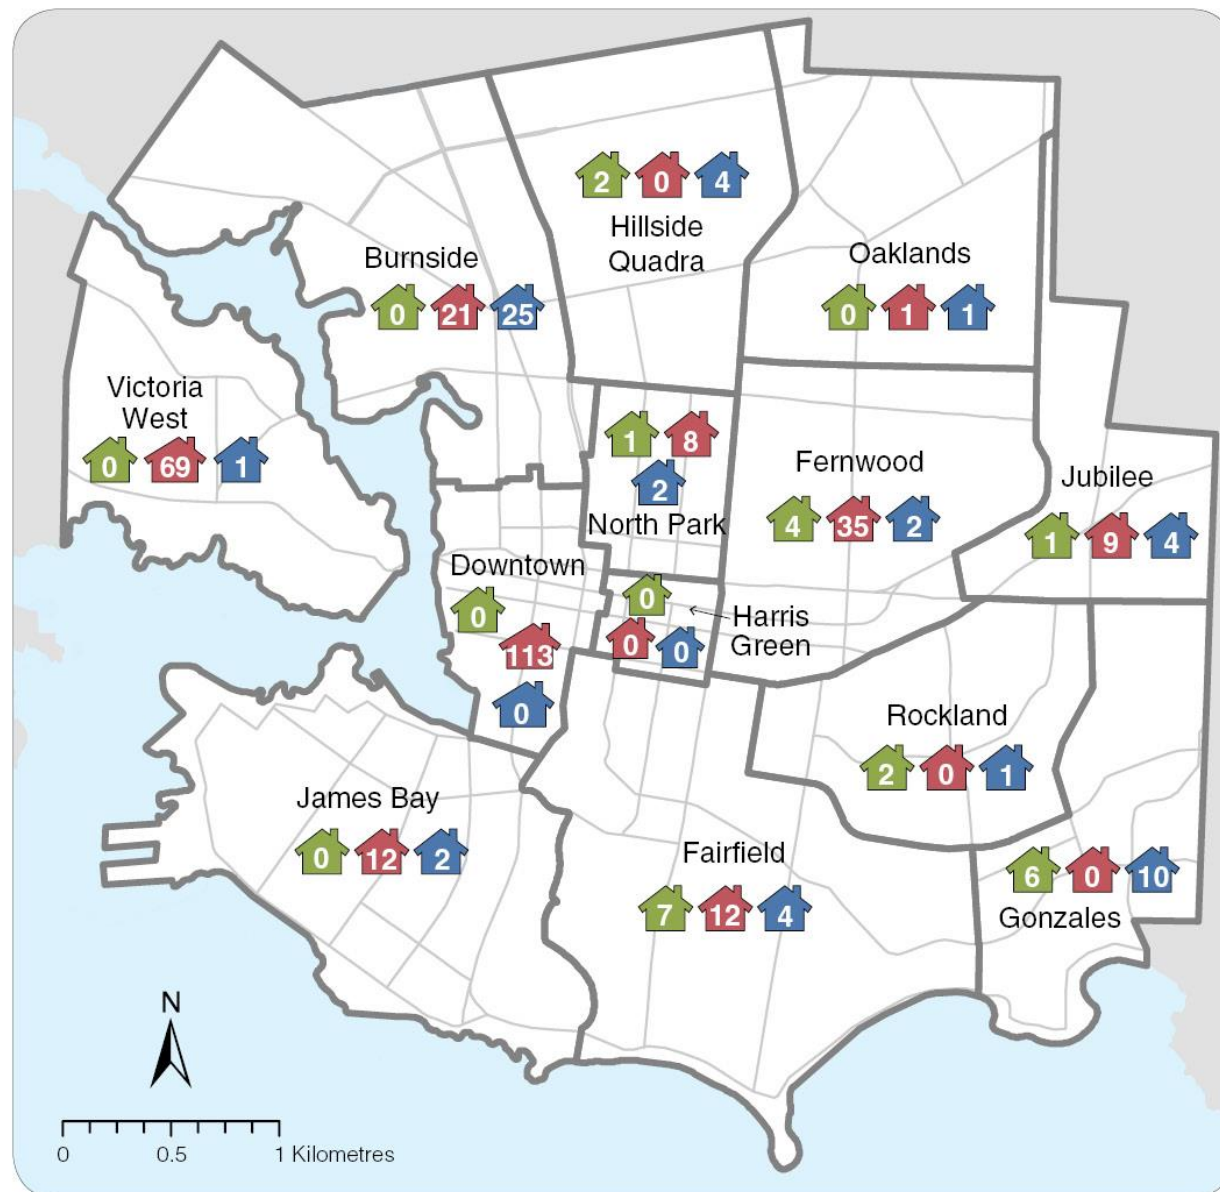 2 0 4
Hillside
Quadra
Burnside
0 21 25
Oaklands
0 1 1
Victoria
West
0 69 1
1 8
2
North Park
Fernwood
4 35 2
Jubilee
1 9 4
Downtown
0
113
0
0
0 0
Harris
Green
Rockland
2 0 1
James Bay
0 12 2
Fairfield
7 12 4
6 0 10
Gonzales
N
0 0.5 1 Kilometres